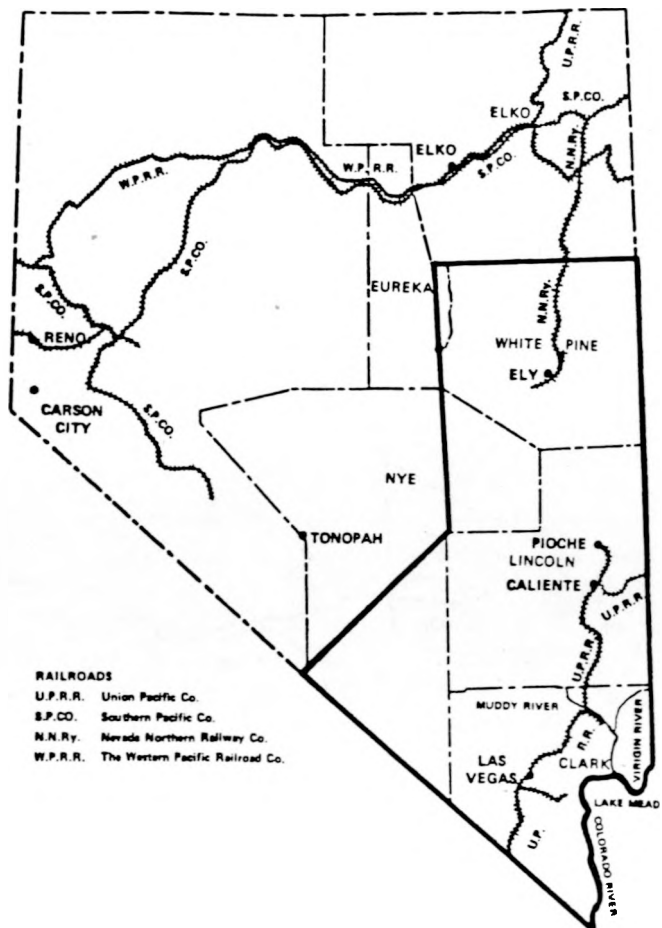 U.P.R.R.
ELKO
S.P.CO.
ELKO
W.P.R.R.
S.P.CO.
N.N.Ry.
W.P.R.R.
S.P.CO.
S.P.CO.
EUREKA
N.N.Ry.
RENO
WHITE PINE
ELY
CARSON
CITY
S.P.CO.
NYE
TONOPAH
PIOCHE
LINCOLN
CALIENTE
U.P.R.R.
U.P.R.R.
RAILROADS
U.P.R.R. Union Pacific Co.
S.P.CO. Southern Pacific Co.
N.N.Ry. Nevada Northern Railway Co.
W.P.R.R. The Western Pacific Railroad Co.
MUDDY RIVER
VIRGIN RIVER
R.R.
LAS
VEGAS
CLARK
LAKE MEAD
U.P.
COLORADO RIVER